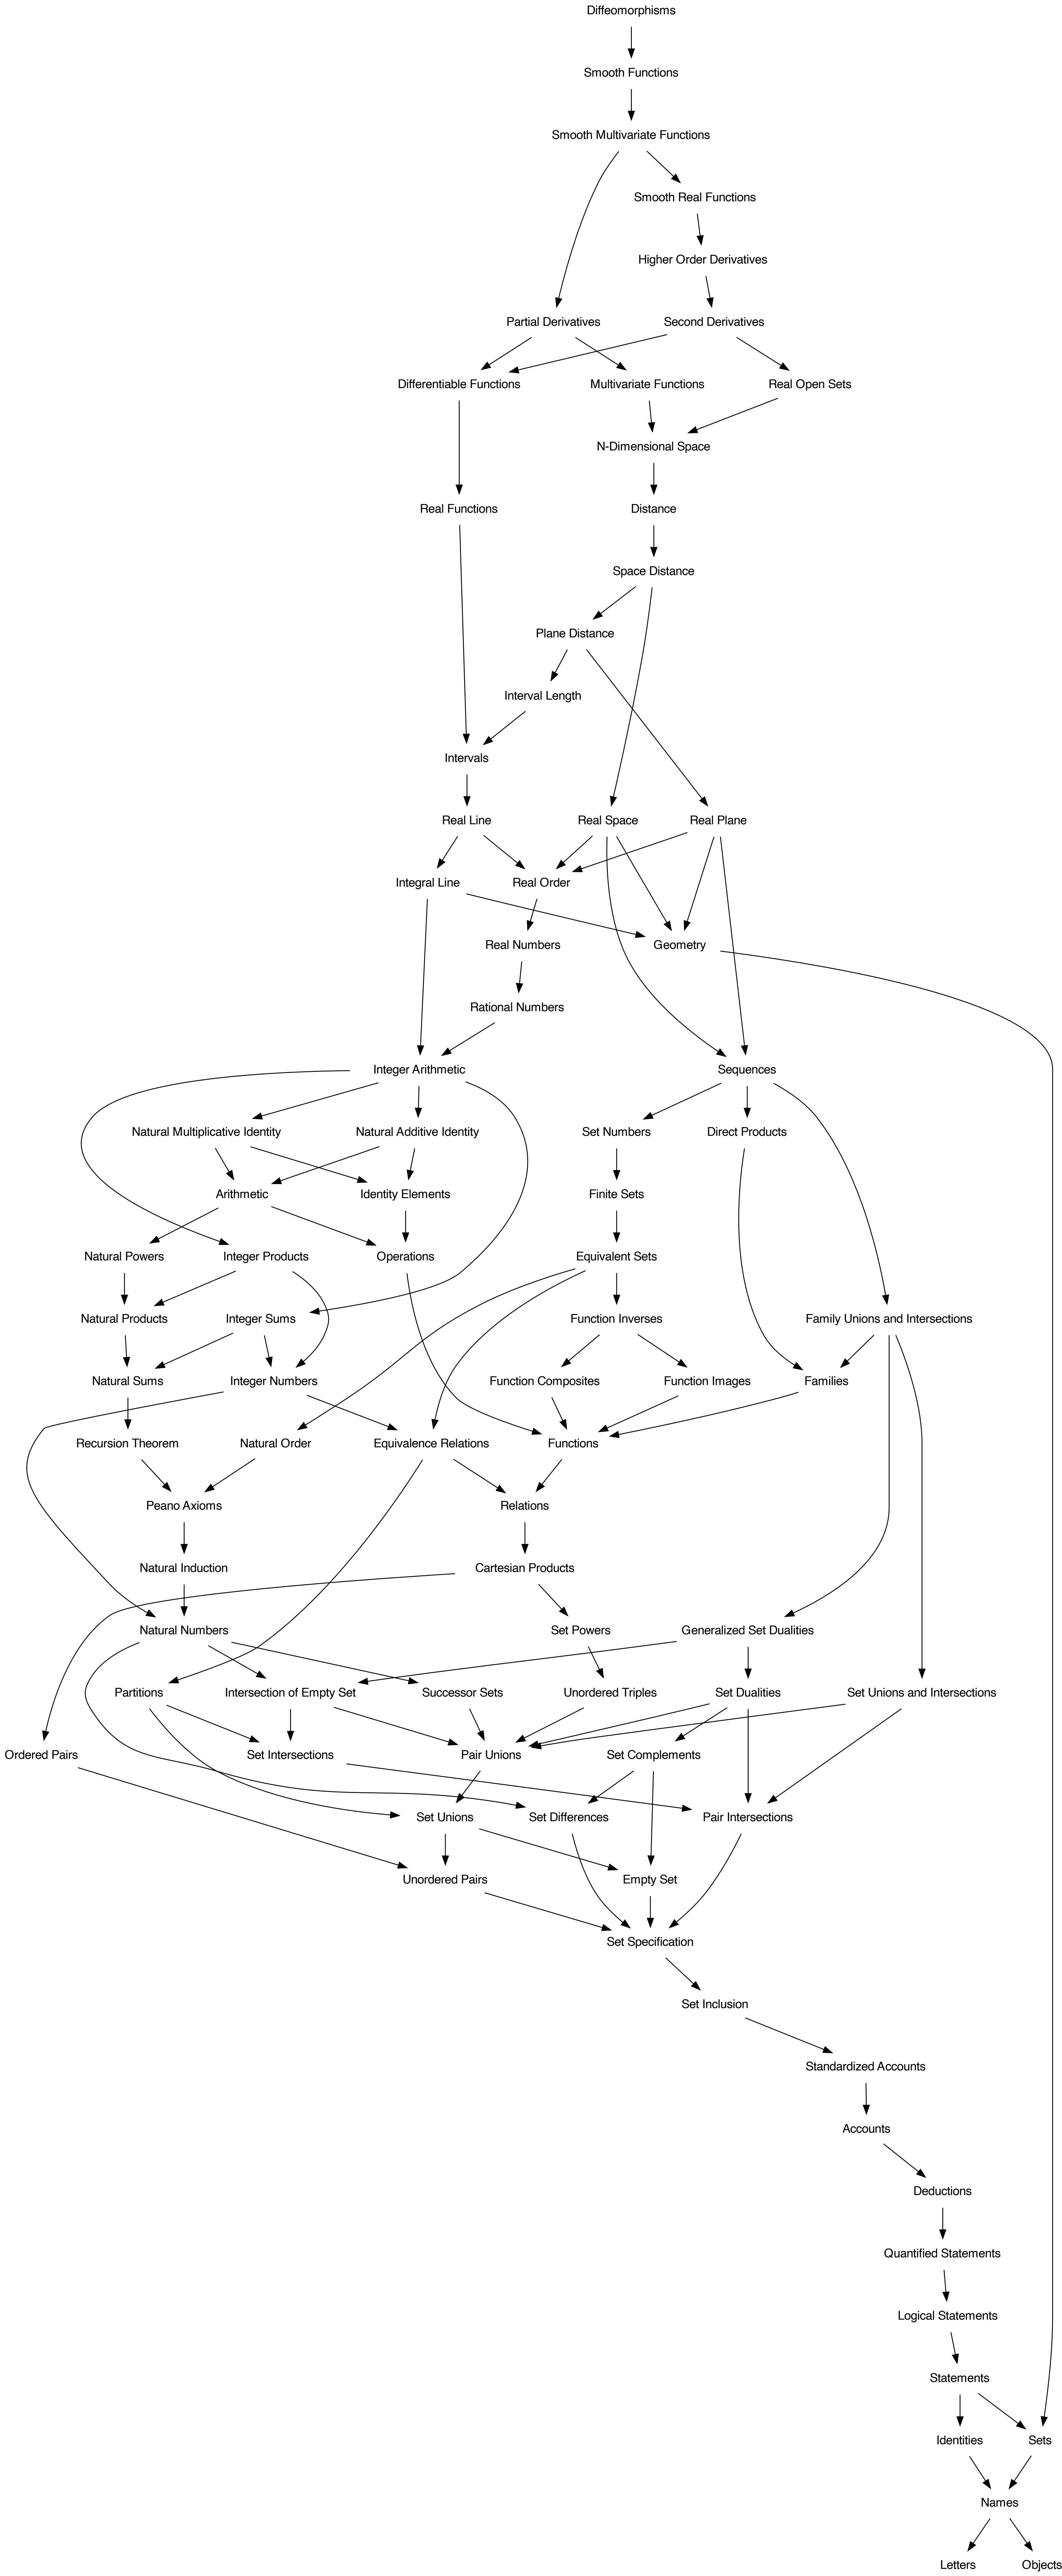 Diffeomorphisms
Smooth Functions
Smooth Multivariate Functions
Smooth Real Functions
Higher Order Derivatives
Partial Derivatives
Second Derivatives
Differentiable Functions
Multivariate Functions
Real Open Sets
N-Dimensional Space
Real Functions
Distance
Space Distance
Plane Distance
Interval Length
Intervals
Real Line
Real Space
Real Plane
Integral Line
Real Order
Real Numbers
Geometry
Rational Numbers
Integer Arithmetic
Sequences
Natural Multiplicative Identity
Natural Additive Identity
Set Numbers
Direct Products
Arithmetic
Identity Elements
Finite Sets
Natural Powers
Integer Products
Operations
Equivalent Sets
Natural Products
Integer Sums
Function Inverses
Family Unions and Intersections
Natural Sums
Integer Numbers
Function Composites
Function Images
Families
Recursion Theorem
Natural Order
Equivalence Relations
Functions
Peano Axioms
Relations
Natural Induction
Cartesian Products
Natural Numbers
Set Powers
Generalized Set Dualities
Partitions
Intersection of Empty Set
Successor Sets
Unordered Triples
Set Dualities
Set Unions and Intersections
Ordered Pairs
Set Intersections
Pair Unions
Set Complements
Set Unions
Set Differences
Pair Intersections
Unordered Pairs
Empty Set
Set Specification
Set Inclusion
Standardized Accounts
Accounts
Deductions
Quantified Statements
Logical Statements
Statements
Identities
Sets
Names
Letters
Objects